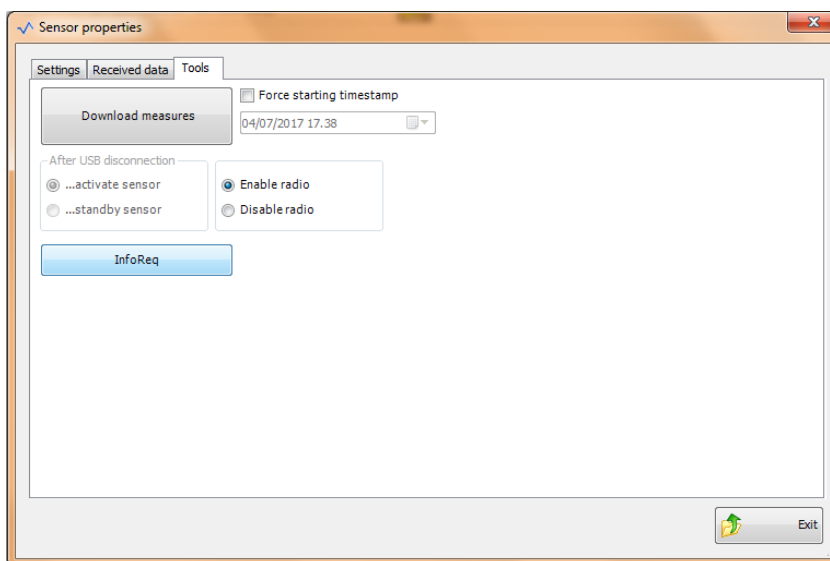 Sensor properties
Settings Received data Tools
Download measures
Force starting timestamp
04/07/2017 17.38
After USB disconnection
...activate sensor
...standby sensor
Enable radio
Disable radio
InfoReq
Exit